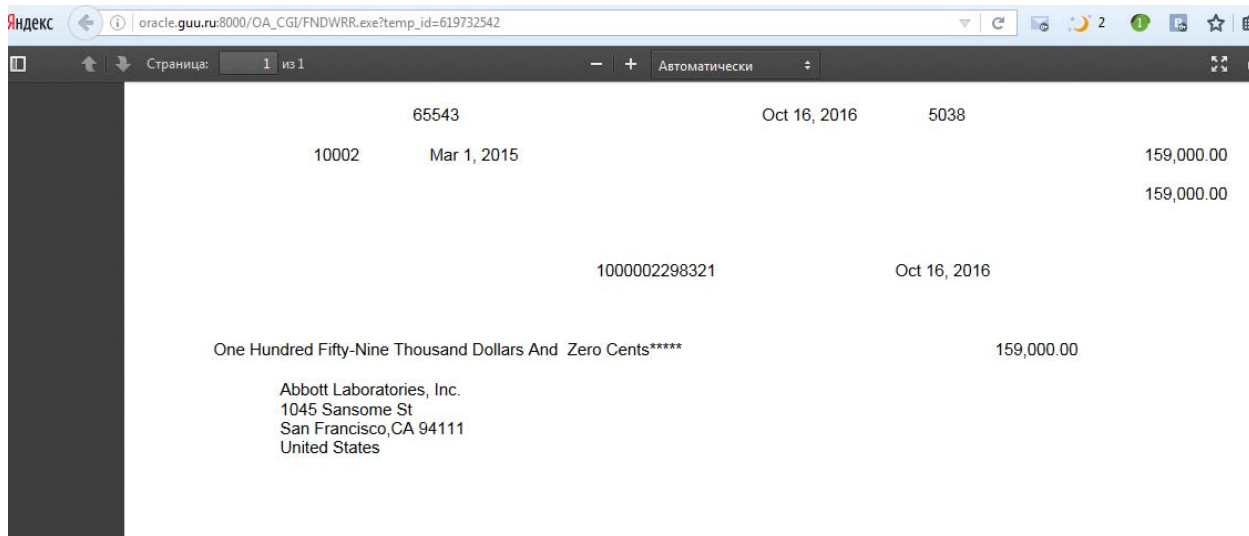 Яндекс oracle.guu.ru:8000/OA_CGI/FNDWRR.exe?temp_id=619732542 2
Страница: 1 из 1 Автоматически
65543 Oct 16, 2016 5038
10002 Mar 1, 2015 159,000.00
159,000.00
1000002298321 Oct 16, 2016
One Hundred Fifty-Nine Thousand Dollars And Zero Cents***** 159,000.00
Abbott Laboratories, Inc.
1045 Sansome St
San Francisco,CA 94111
United States